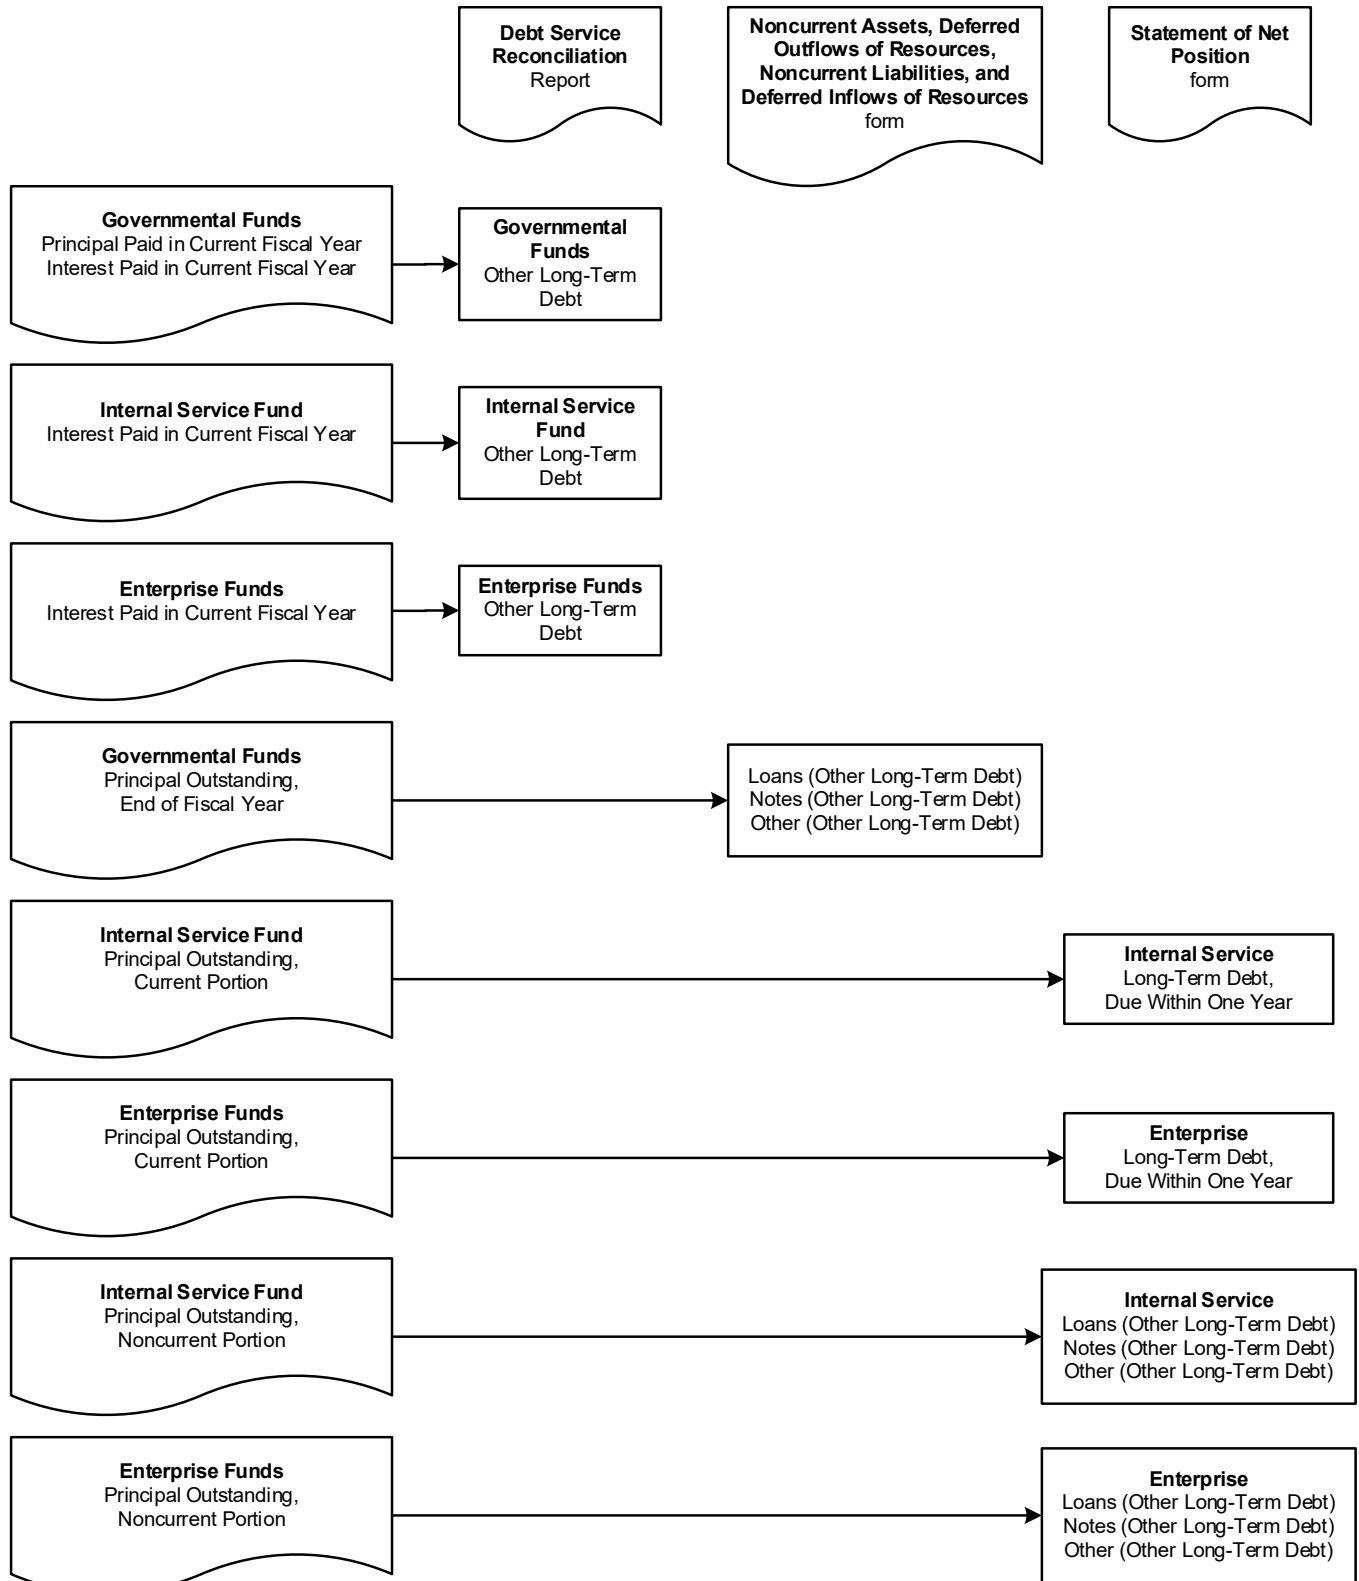 Debt Service
Reconciliation
Report
Noncurrent Assets, Deferred
Outflows of Resources,
Noncurrent Liabilities, and
Deferred Inflows of Resources
form
Statement of Net
Position
form
Governmental Funds
Principal Paid in Current Fiscal Year
Interest Paid in Current Fiscal Year
Governmental
Funds
Other Long-Term
Debt
Internal Service Fund
Interest Paid in Current Fiscal Year
Internal Service
Fund
Other Long-Term
Debt
Enterprise Funds
Interest Paid in Current Fiscal Year
Enterprise Funds
Other Long-Term
Debt
Governmental Funds
Principal Outstanding,
End of Fiscal Year
Loans (Other Long-Term Debt)
Notes (Other Long-Term Debt)
Other (Other Long-Term Debt)
Internal Service Fund
Principal Outstanding,
Current Portion
Internal Service
Long-Term Debt,
Due Within One Year
Enterprise Funds
Principal Outstanding,
Current Portion
Enterprise
Long-Term Debt,
Due Within One Year
Internal Service Fund
Principal Outstanding,
Noncurrent Portion
Internal Service
Loans (Other Long-Term Debt)
Notes (Other Long-Term Debt)
Other (Other Long-Term Debt)
Enterprise Funds
Principal Outstanding,
Noncurrent Portion
Enterprise
Loans (Other Long-Term Debt)
Notes (Other Long-Term Debt)
Other (Other Long-Term Debt)